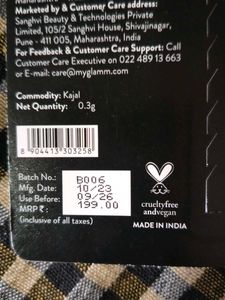 Marketed by & Customer Care address:
Sanghvi Beauty & Technologies Private
Limited, 105/2 Sanghvi House, Shivajinagar,
Pune - 411 005, Maharashtra, India
For Feedback & Customer Care Support: Call
Customer Care Executive on 022 489 13 663
or E-mail: care@myglamm.com
Commodity: Kajal
Net Quantity: 0.3g
8 904413 303258
Batch No.: B006
Mfg. Date: 10/23
Use Before: 09/26
MRP ₹: 199.00
(inclusive of all taxes)
crueltyfree
andvegan
MADE IN INDIA